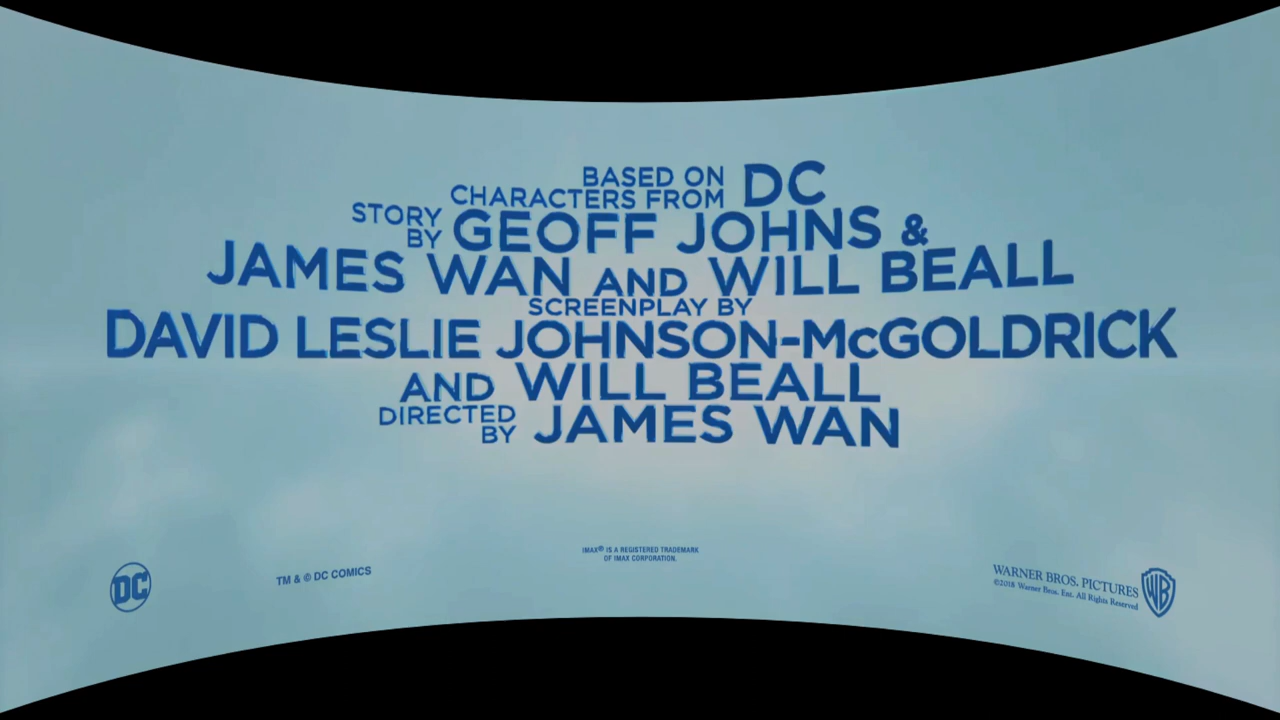 BASED ON
CHARACTERS FROM DC
STORY
BY GEOFF JOHNS &
JAMES WAN AND WILL BEALL
SCREENPLAY BY
DAVID LESLIE JOHNSON-McGOLDRICK
AND WILL BEALL
DIRECTED
BY JAMES WAN
IMAX® IS A REGISTERED TRADEMARK
OF IMAX CORPORATION.
DC
TM & © DC COMICS
WARNER BROS. PICTURES
©2018 Warner Bros. Ent. All Rights Reserved
WB